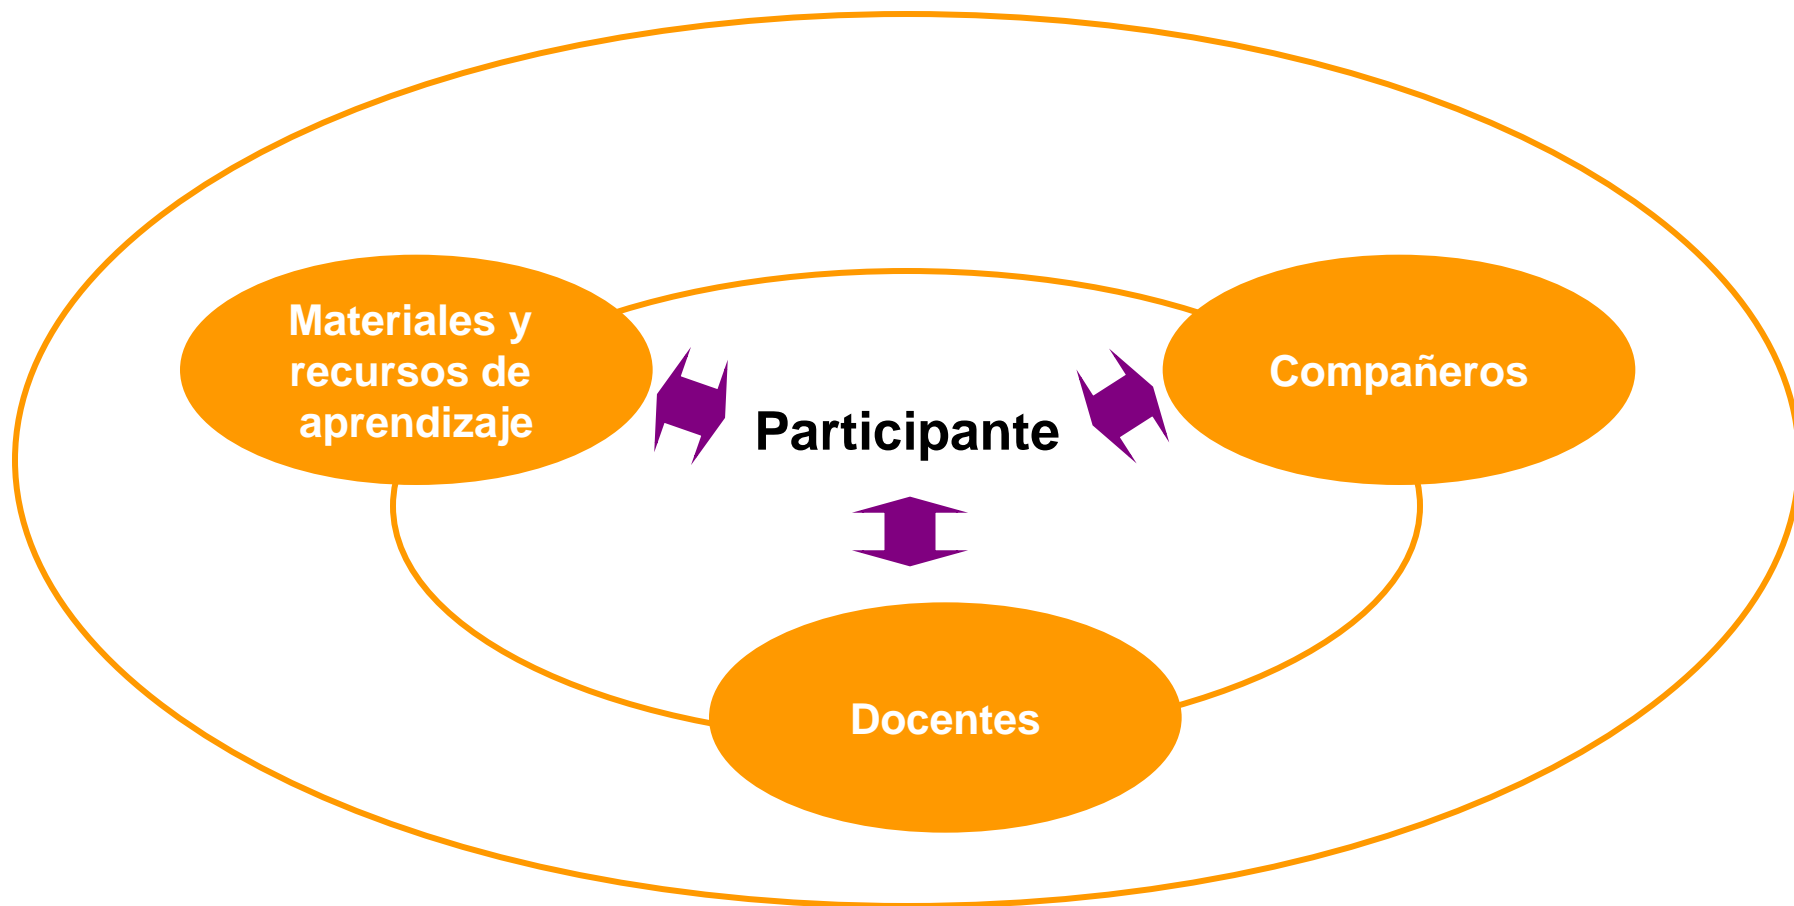 Materiales y
recursos de
aprendizaje
Compañeros
Participante
Docentes